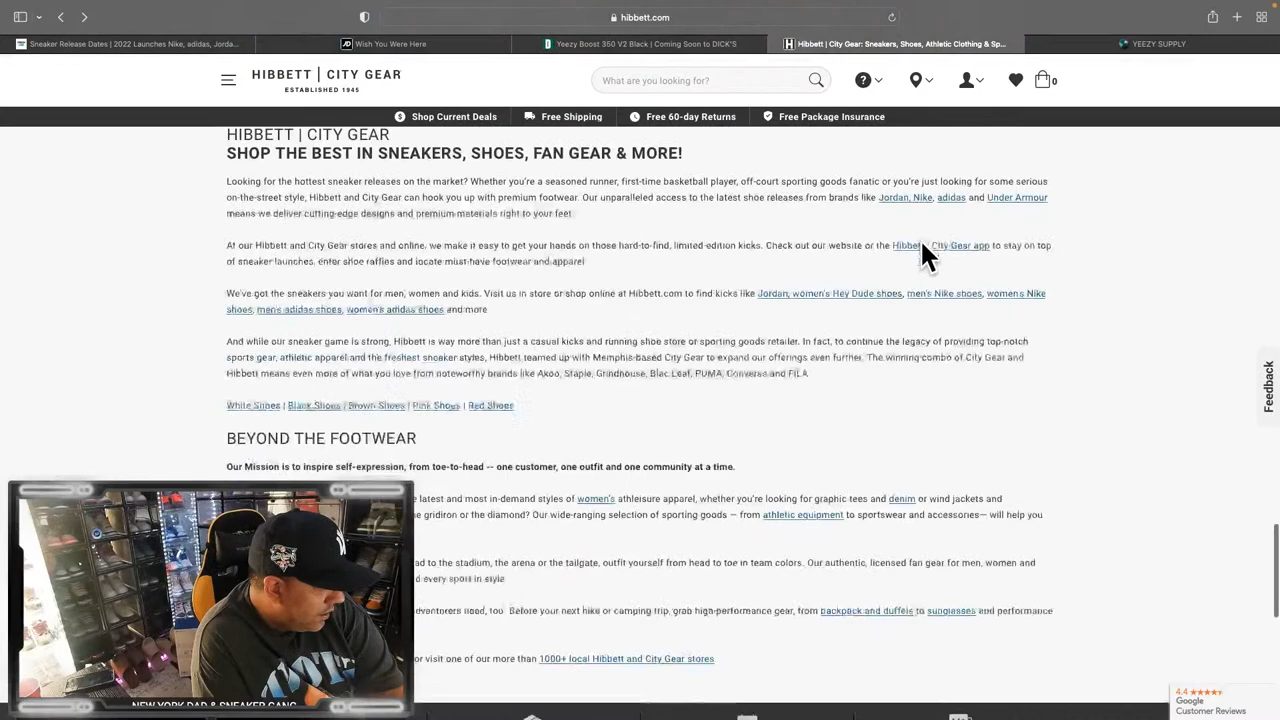 hibbett.com
Sneaker Release Dates | 2022 Launches Nike, adidas, Jorda...
Wish You Were Here
Yeezy Boost 350 V2 Black | Coming Soon to DICK'S
Hibbett | City Gear: Sneakers, Shoes, Athletic Clothing & Sp...
YEEZY SUPPLY
HIBBETT | CITY GEAR
ESTABLISHED 1945
What are you looking for?
0
Shop Current Deals
Free Shipping
Free 60-day Returns
Free Package Insurance
HIBBETT | CITY GEAR
SHOP THE BEST IN SNEAKERS, SHOES, FAN GEAR & MORE!
Looking for the hottest sneaker releases on the market? Whether you're a seasoned runner, first-time basketball player, off-court sporting goods fanatic or you're just looking for some serious
on-the-street style, Hibbett and City Gear can hook you up with premium footwear. Our unparalleled access to the latest shoe releases from brands like Jordan, Nike, adidas and Under Armour
means we deliver cutting-edge designs and premium materials right to your feet
At our Hibbett and City Gear stores and online, we make it easy to get your hands on those hard-to-find, limited-edition kicks. Check out our website or the Hibbett City Gear app to stay on top
of sneaker launches, enter shoe raffles and locate must-have footwear and apparel
We've got the sneakers you want for men, women and kids. Visit us in store or shop online at Hibbett.com to find kicks like Jordan, women's Hey Dude shoes, men's Nike shoes, women's Nike
shoes, men's adidas shoes, women's adidas shoes and more
And while our sneaker game is strong, Hibbett is way more than just a casual kicks and running shoe store or sporting goods retailer. In fact, to continue the legacy of providing top-notch
sports gear, athletic apparel and the freshest sneaker styles, Hibbett teamed up with Memphis-based City Gear to expand our offerings even further. The winning combo of City Gear and
Hibbett means even more of what you love from noteworthy brands like Akoo, Staple, Grindhouse, Blac Leaf, PUMA, Converse and FILA.
White Shoes | Black Shoes | Brown Shoes | Pink Shoes | Red Shoes
BEYOND THE FOOTWEAR
Our Mission is to inspire self-expression, from toe-to-head -- one customer, one outfit and one community at a time.
latest and most in-demand styles of women's athleisure apparel, whether you're looking for graphic tees and denim or wind jackets and
gridiron or the diamond? Our wide-ranging selection of sporting goods — from athletic equipment to sportswear and accessories— will help you
ad to the stadium, the arena or the tailgate, outfit yourself from head to toe in team colors. Our authentic, licensed fan gear for men, women and
every sport in style
dventurers need, too. Before your next hike or camping trip, grab high-performance gear, from backpack and duffels to sunglasses and performance
or visit one of our more than 1000+ local Hibbett and City Gear stores
Feedback
NEW YORK DAD & SNEAKER GANG
4.4
Google
Customer Reviews